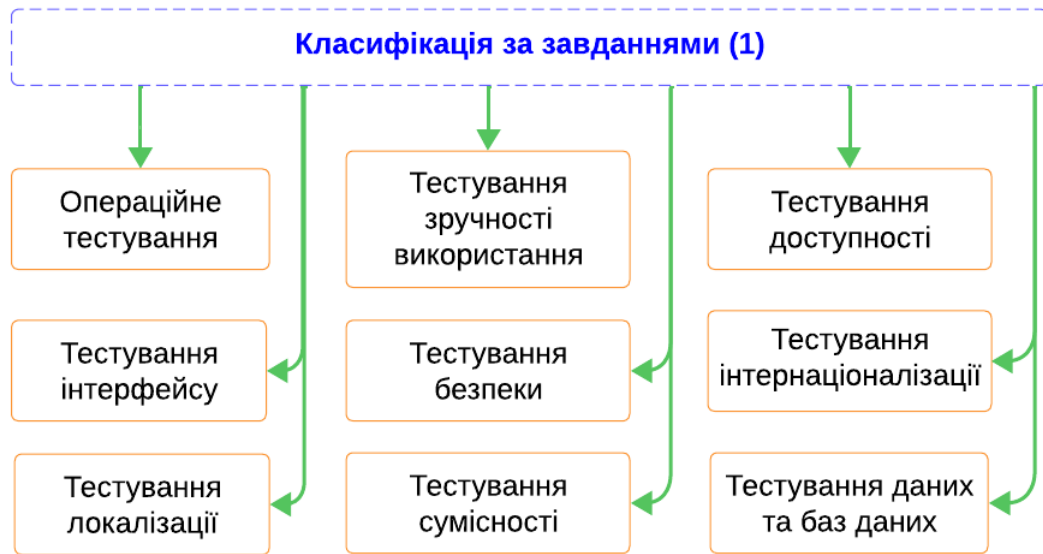 Класифікація за завданнями (1)
Операційне
тестування
Тестування
зручності
використання
Тестування
доступності
Тестування
інтерфейсу
Тестування
безпеки
Тестування
інтернаціоналізації
Тестування
локалізації
Тестування
сумісності
Тестування даних
та баз даних